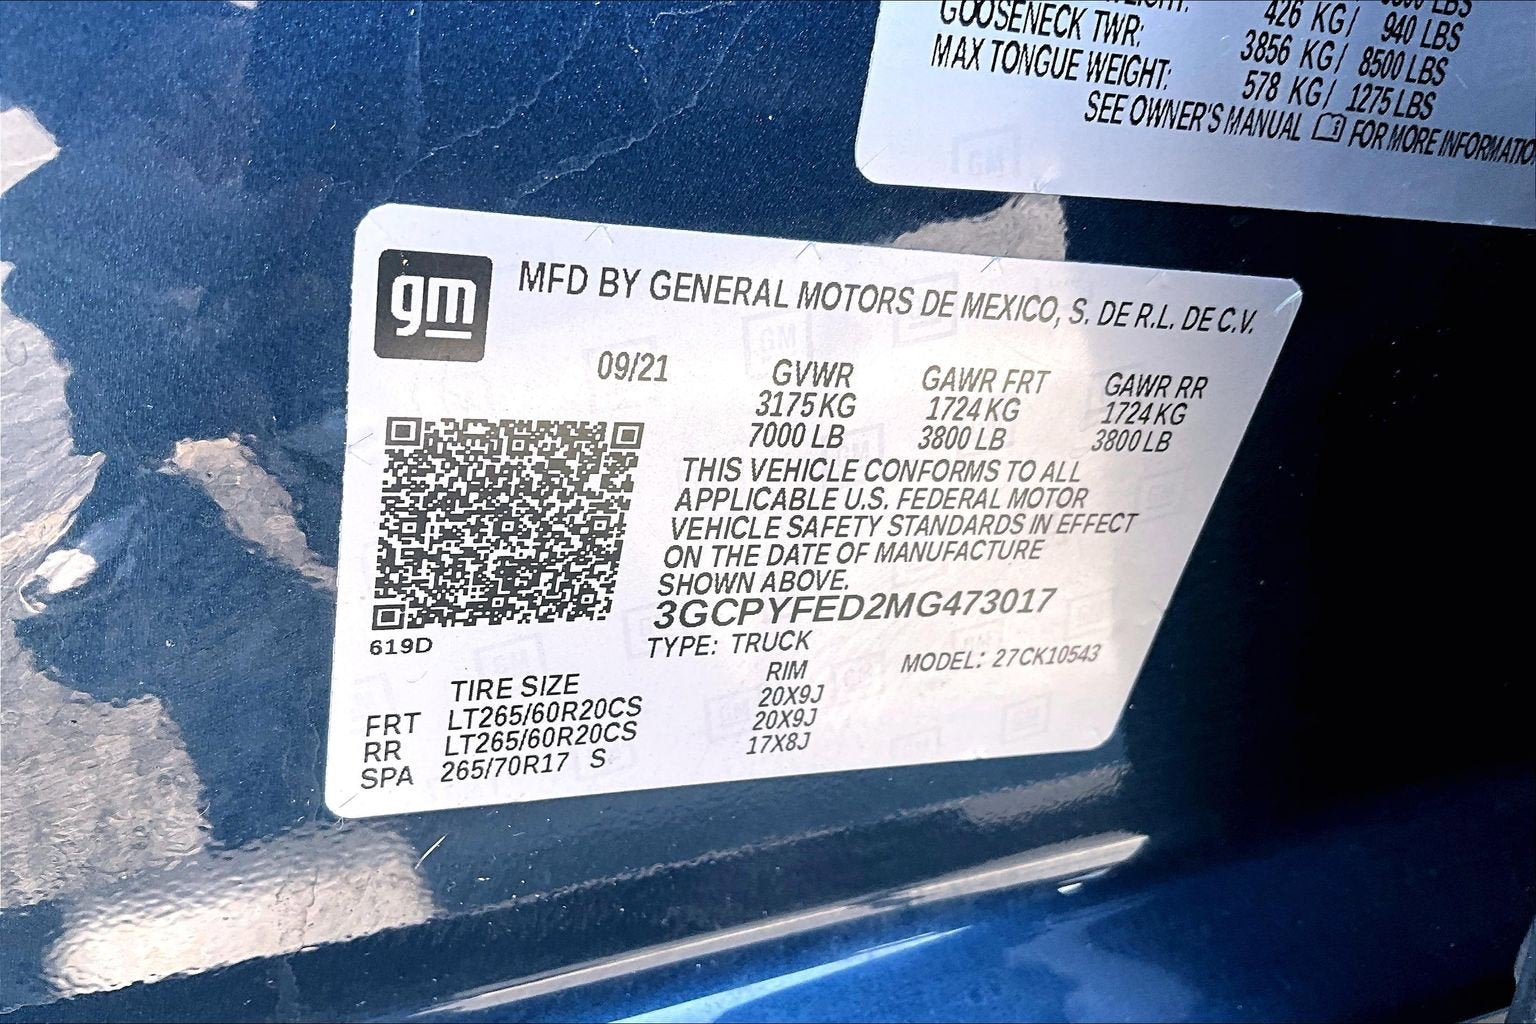 426 KG/ 940 LBS
GOOSENECK TWR: 3856 KG/ 8500 LBS
MAX TONGUE WEIGHT: 578 KG/ 1275 LBS
SEE OWNER'S MANUAL FOR MORE INFORMATIO
gm MFD BY GENERAL MOTORS DE MEXICO, S. DE R.L. DE C.V.
09/21 GVWR GAWR FRT GAWR RR
3175 KG 1724 KG 1724 KG
7000 LB 3800 LB 3800 LB
THIS VEHICLE CONFORMS TO ALL
APPLICABLE U.S. FEDERAL MOTOR
VEHICLE SAFETY STANDARDS IN EFFECT
ON THE DATE OF MANUFACTURE
SHOWN ABOVE.
3GCPYFED2MG473017
619D
TYPE: TRUCK MODEL: 27CK10543
TIRE SIZE RIM
FRT LT265/60R20CS 20X9J
RR LT265/60R20CS 20X9J
SPA 265/70R17 S 17X8J